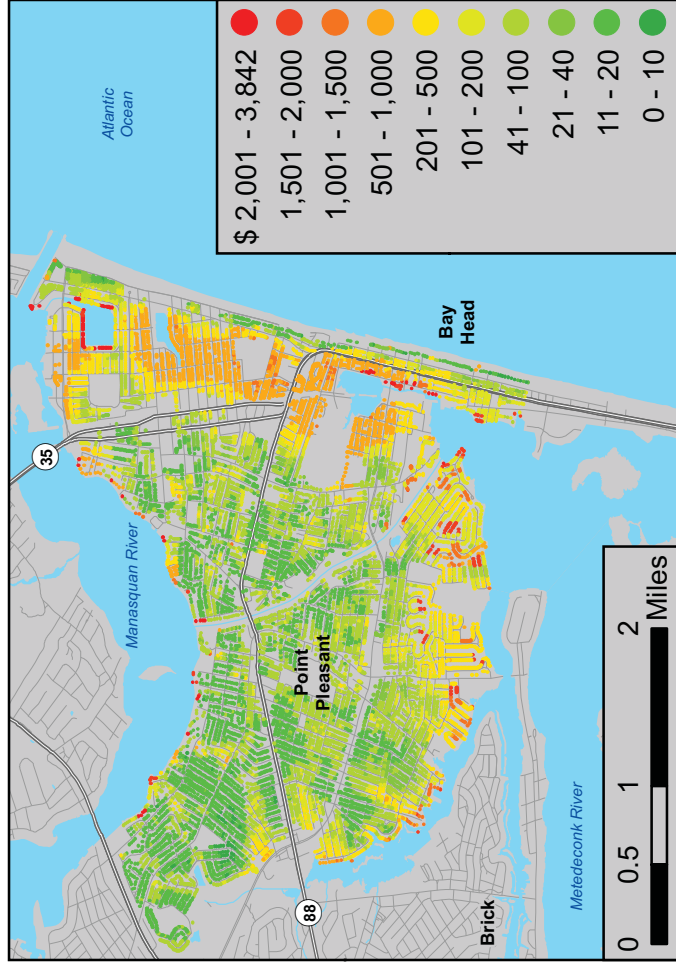 Atlantic
Ocean
35
Manasquan River
Bay
Head
Point
Pleasant
88
Brick
Metedeconk River
$ 2,001 - 3,842
1,501 - 2,000
1,001 - 1,500
501 - 1,000
201 - 500
101 - 200
41 - 100
21 - 40
11 - 20
0 - 10
0 0.5 1 2
Miles